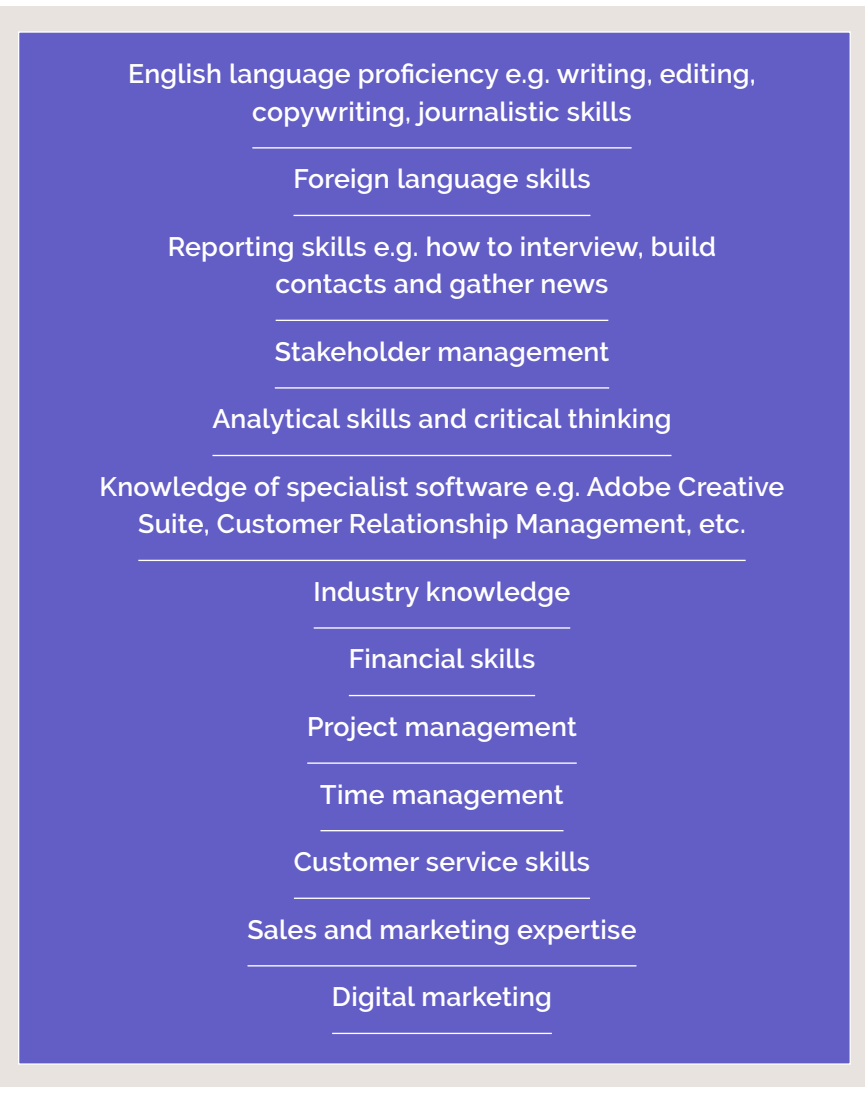 English language proficiency e.g. writing, editing,
copywriting, journalistic skills
Foreign language skills
Reporting skills e.g. how to interview, build
contacts and gather news
Stakeholder management
Analytical skills and critical thinking
Knowledge of specialist software e.g. Adobe Creative
Suite, Customer Relationship Management, etc.
Industry knowledge
Financial skills
Project management
Time management
Customer service skills
Sales and marketing expertise
Digital marketing